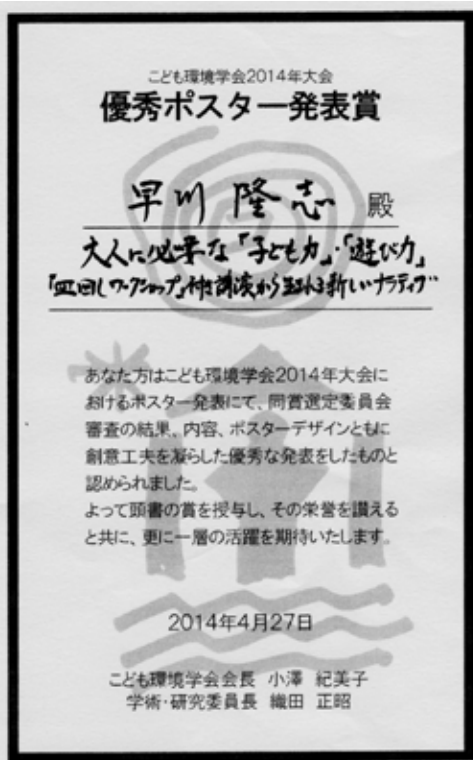 こども環境学会2014年大会
優秀ポスター発表賞
早川 隆志 殿
大人に必要な「子ども力」・「遊び力」
「皿回しワークショップ」付き講演から生まれる新しいナラティブ
あなた方はこども環境学会2014年大会に
おけるポスター発表にて、同賞選定委員会
審査の結果、内容、ポスターデザインともに
創意工夫を凝らした優秀な発表をしたものと
認められました。
よって頭書の賞を授与し、その栄誉を讃える
と共に、更に一層の活躍を期待いたします。
2014年4月27日
こども環境学会会長 小澤 紀美子
学術・研究委員長 織田 正昭